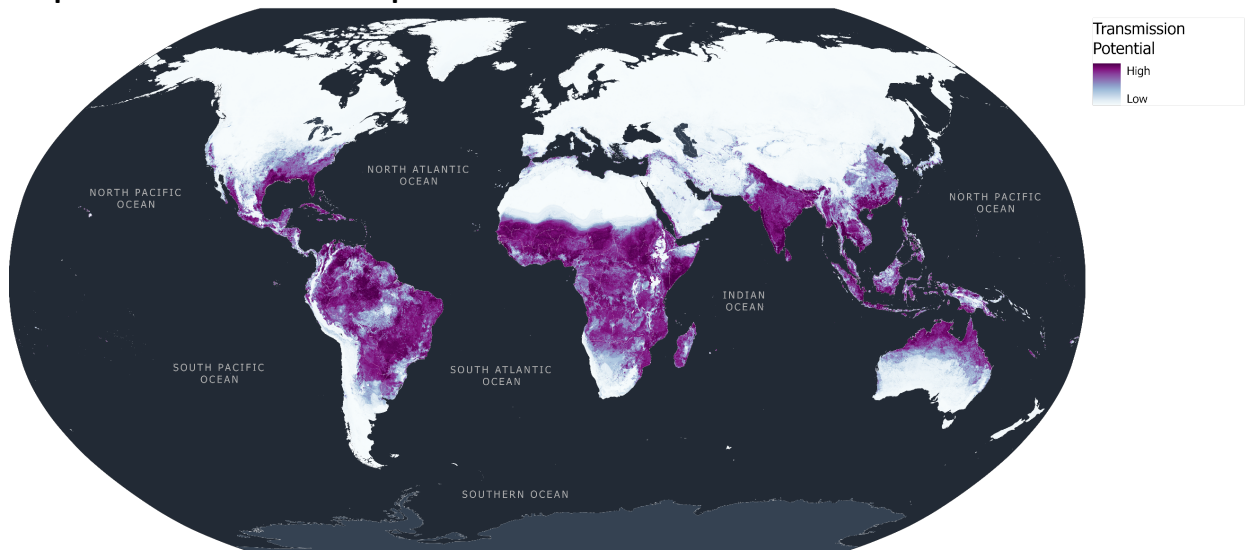 Transmission
Potential
High
Low
NORTH ATLANTIC
OCEAN
NORTH PACIFIC
OCEAN
NORTH PACIFIC
OCEAN
INDIAN
OCEAN
SOUTH PACIFIC
OCEAN
SOUTH ATLANTIC
OCEAN
SOUTHERN OCEAN